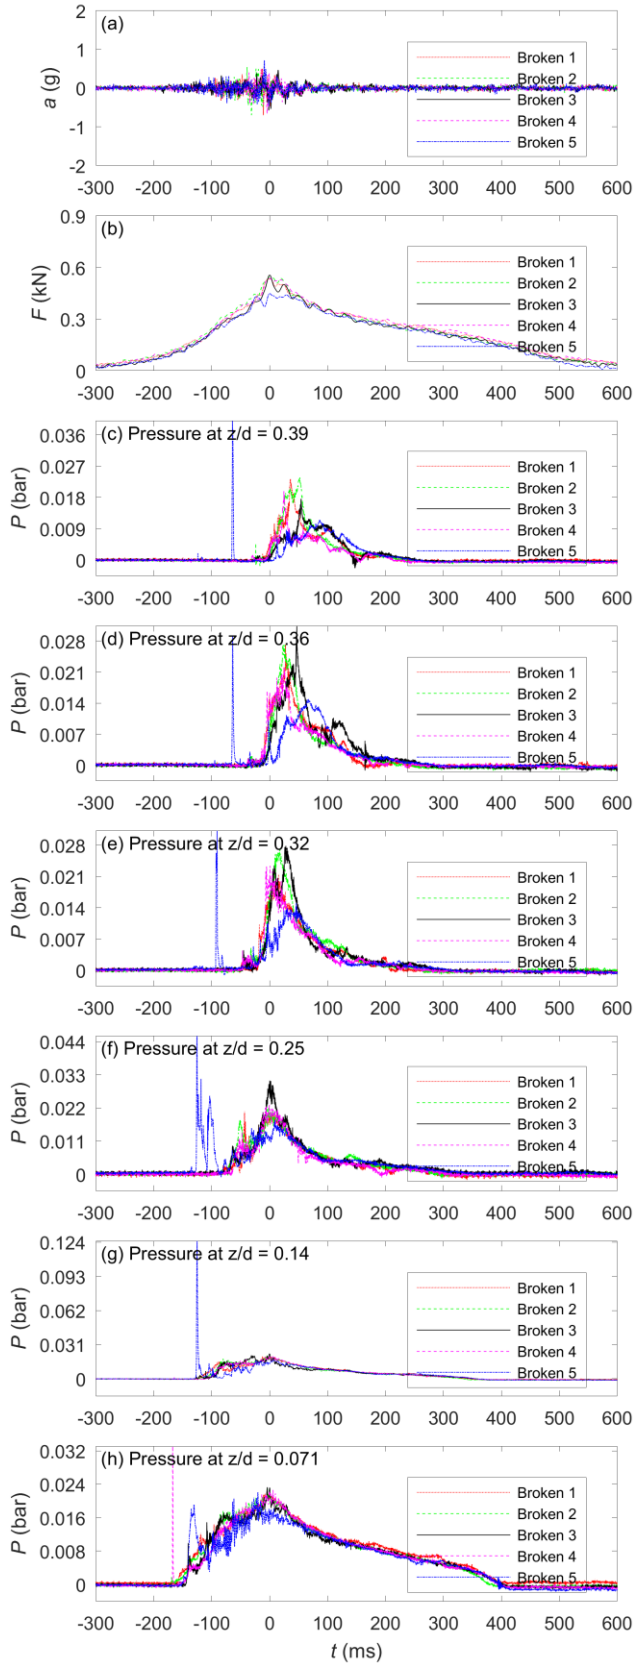 (a)
2
1
0
-1
-2
a (g)
Broken 1
Broken 2
Broken 3
Broken 4
Broken 5
-300 -200 -100 0 100 200 300 400 500 600
(b)
0.9
0.6
0.3
0
F (kN)
Broken 1
Broken 2
Broken 3
Broken 4
Broken 5
-300 -200 -100 0 100 200 300 400 500 600
(c) Pressure at z/d = 0.39
0.036
0.027
0.018
0.009
0
P (bar)
Broken 1
Broken 2
Broken 3
Broken 4
Broken 5
-300 -200 -100 0 100 200 300 400 500 600
(d) Pressure at z/d = 0.36
0.028
0.021
0.014
0.007
0
P (bar)
Broken 1
Broken 2
Broken 3
Broken 4
Broken 5
-300 -200 -100 0 100 200 300 400 500 600
(e) Pressure at z/d = 0.32
0.028
0.021
0.014
0.007
0
P (bar)
Broken 1
Broken 2
Broken 3
Broken 4
Broken 5
-300 -200 -100 0 100 200 300 400 500 600
(f) Pressure at z/d = 0.25
0.044
0.033
0.022
0.011
0
P (bar)
Broken 1
Broken 2
Broken 3
Broken 4
Broken 5
-300 -200 -100 0 100 200 300 400 500 600
(g) Pressure at z/d = 0.14
0.124
0.093
0.062
0.031
0
P (bar)
Broken 1
Broken 2
Broken 3
Broken 4
Broken 5
-300 -200 -100 0 100 200 300 400 500 600
(h) Pressure at z/d = 0.071
0.032
0.024
0.016
0.008
0
P (bar)
Broken 1
Broken 2
Broken 3
Broken 4
Broken 5
-300 -200 -100 0 100 200 300 400 500 600
t (ms)